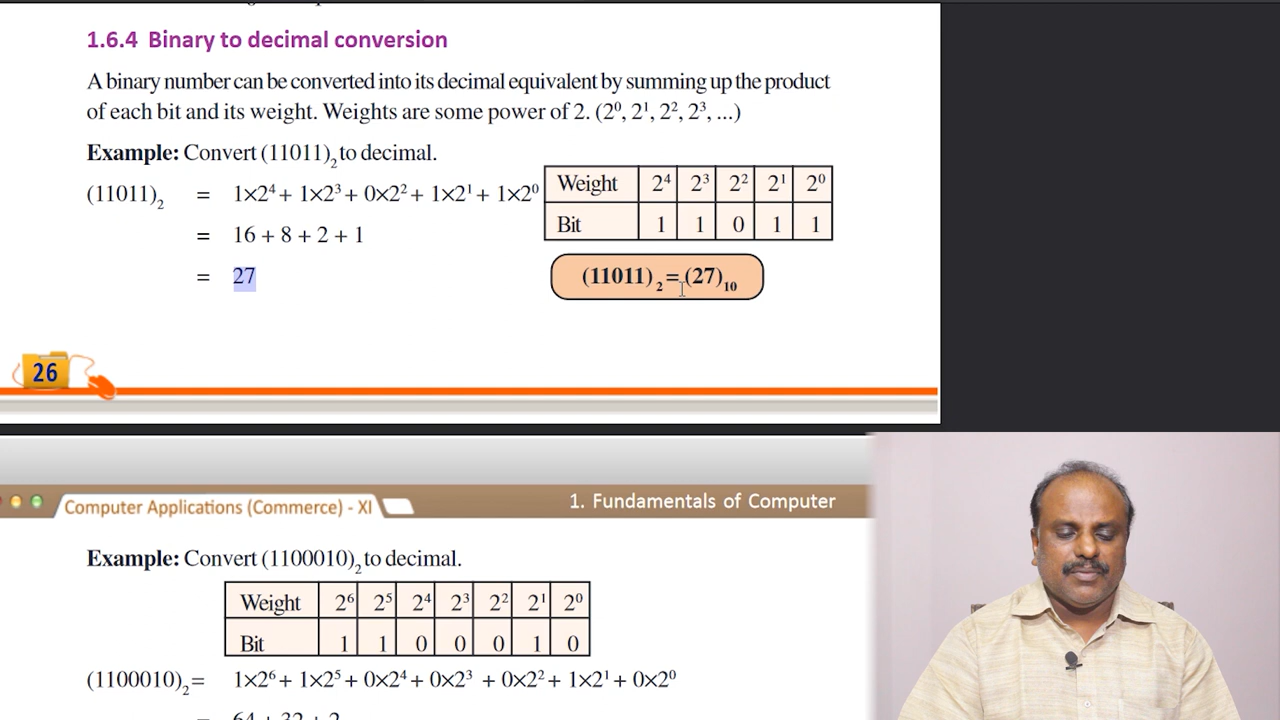 1.6.4 Binary to decimal conversion
A binary number can be converted into its decimal equivalent by summing up the product
of each bit and its weight. Weights are some power of 2. (2⁰, 2¹, 2², 2³, ...)
Example: Convert (11011)₂ to decimal.
(11011)₂ = 1×2⁴ + 1×2³ + 0×2² + 1×2¹ + 1×2⁰
= 16 + 8 + 2 + 1
= 27
Weight 2⁴ 2³ 2² 2¹ 2⁰
Bit 1 1 0 1 1
(11011)₂ = (27)₁₀
26
Computer Applications (Commerce) - XI
1. Fundamentals of Computer
Example: Convert (1100010)₂ to decimal.
Weight 2⁶ 2⁵ 2⁴ 2³ 2² 2¹ 2⁰
Bit 1 1 0 0 0 1 0
(1100010)₂ = 1×2⁶ + 1×2⁵ + 0×2⁴ + 0×2³ + 0×2² + 1×2¹ + 0×2⁰
= 64 + 32 + 2